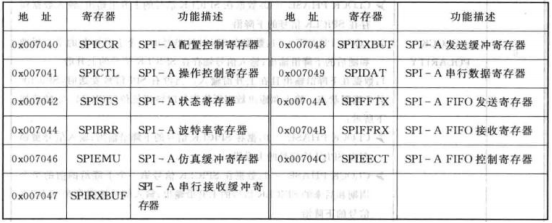 地 址 寄存器 功能描述 地 址 寄存器 功能描述
0x007040 SPICCR SPI-A 配置控制寄存器 0x007048 SPITXBUF SPI-A 发送缓冲寄存器
0x007041 SPICTL SPI-A 操作控制寄存器 0x007049 SPIDAT SPI-A 串行数据寄存器
0x007042 SPISTS SPI-A 状态寄存器 0x00704A SPIFFTX SPI-A FIFO 发送寄存器
0x007044 SPIBRR SPI-A 波特率寄存器 0x00704B SPIFFRX SPI-A FIFO 接收寄存器
0x007046 SPIEMU SPI-A 仿真缓冲寄存器 0x00704C SPIEECT SPI-A FIFO 控制寄存器
0x007047 SPIRXBUF SPI-A 串行接收缓冲寄
存器